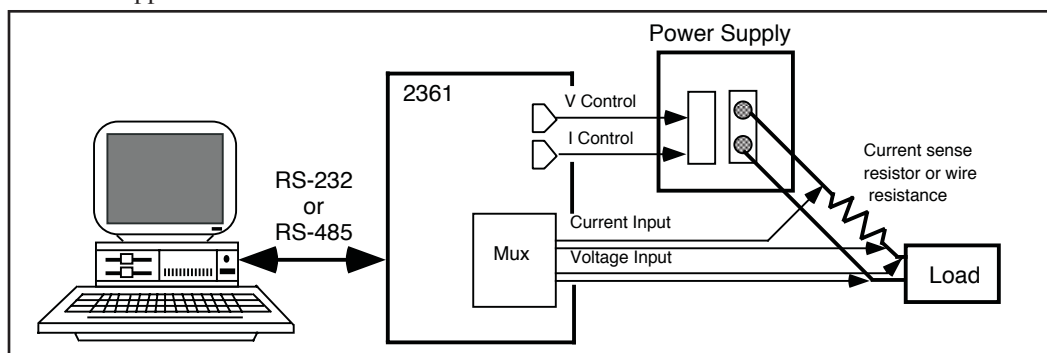 Power Supply
2361
V Control
I Control
Current sense
resistor or wire
resistance
RS-232
or
RS-485
Current Input
Mux
Voltage Input
Load